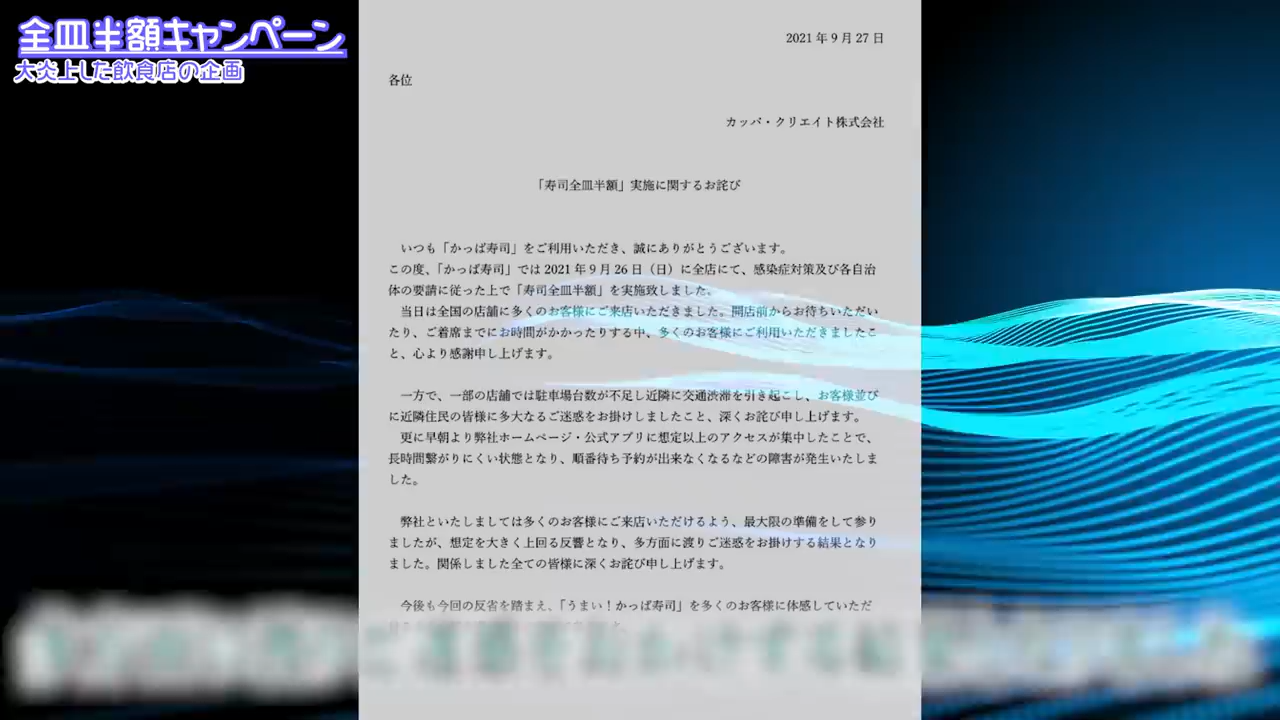 全皿半額キャンペーン
大炎上した飲食店の企画
2021 年 9 月 27 日
各位
カッパ・クリエイト株式会社
「寿司全皿半額」実施に関するお詫び
いつも「かっぱ寿司」をご利用いただき、誠にありがとうございます。
この度、「かっぱ寿司」では 2021 年 9 月 26 日（日）に全店にて、感染症対策及び各自治
体の要請に従った上で「寿司全皿半額」を実施致しました。
当日は全国の店舗に多くのお客様にご来店いただきました。開店前からお待ちいただい
たり、ご着席までにお時間がかかったりする中、多くのお客様にご利用いただきましたこ
と、心より感謝申し上げます。
一方で、一部の店舗では駐車場台数が不足し近隣に交通渋滞を引き起こし、お客様並び
に近隣住民の皆様に多大なるご迷惑をお掛けしましたこと、深くお詫び申し上げます。
更に早朝より弊社ホームページ・公式アプリに想定以上のアクセスが集中したことで、
長時間繋がりにくい状態となり、順番待ち予約が出来なくなるなどの障害が発生いたしま
した。
弊社といたしましては多くのお客様にご来店いただけるよう、最大限の準備をして参り
ましたが、想定を大きく上回る反響となり、多方面に渡りご迷惑をお掛けする結果となり
ました。関係しました全ての皆様に深くお詫び申し上げます。
今後も今回の反省を踏まえ、「うまい！かっぱ寿司」を多くのお客様に体感していただ